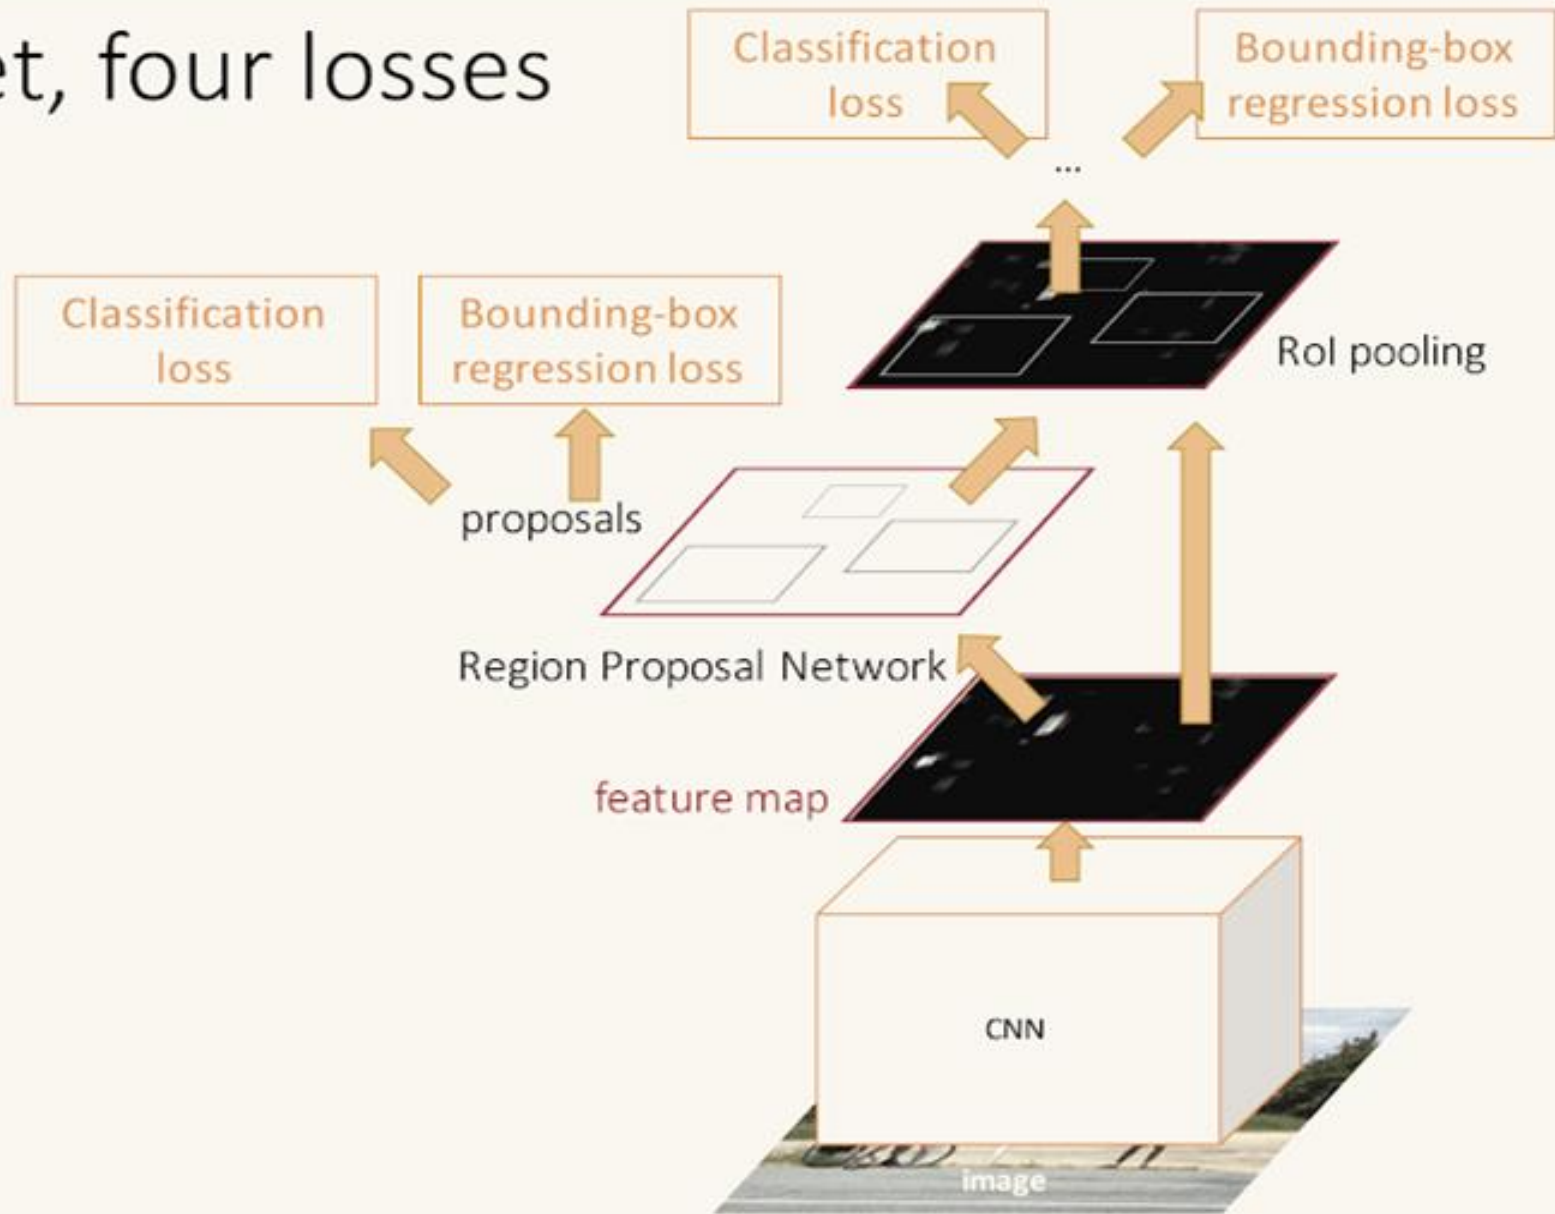 et, four losses
Classification
loss
Bounding-box
regression loss
...
Classification
loss
Bounding-box
regression loss
RoI pooling
proposals
Region Proposal Network
feature map
CNN
image